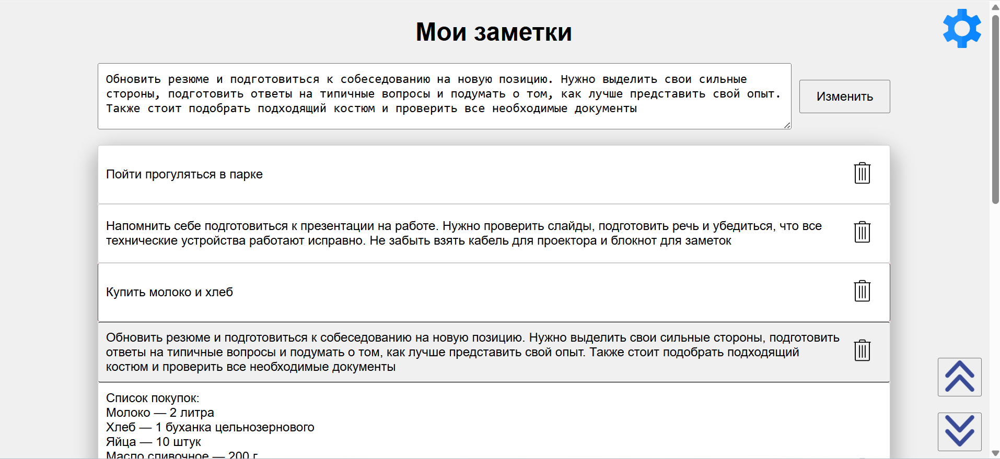 Мои заметки
Обновить резюме и подготовиться к собеседованию на новую позицию. Нужно выделить свои сильные
стороны, подготовить ответы на типичные вопросы и подумать о том, как лучше представить свой опыт.
Также стоит подобрать подходящий костюм и проверить все необходимые документы
Изменить
Пойти прогуляться в парке
Напомнить себе подготовиться к презентации на работе. Нужно проверить слайды, подготовить речь и убедиться, что все
технические устройства работают исправно. Не забыть взять кабель для проектора и блокнот для заметок
Купить молоко и хлеб
Обновить резюме и подготовиться к собеседованию на новую позицию. Нужно выделить свои сильные стороны, подготовить
ответы на типичные вопросы и подумать о том, как лучше представить свой опыт. Также стоит подобрать подходящий
костюм и проверить все необходимые документы
Список покупок:
Молоко — 2 литра
Хлеб — 1 буханка цельнозернового
Яйца — 10 штук
Масло сливочное — 200 г